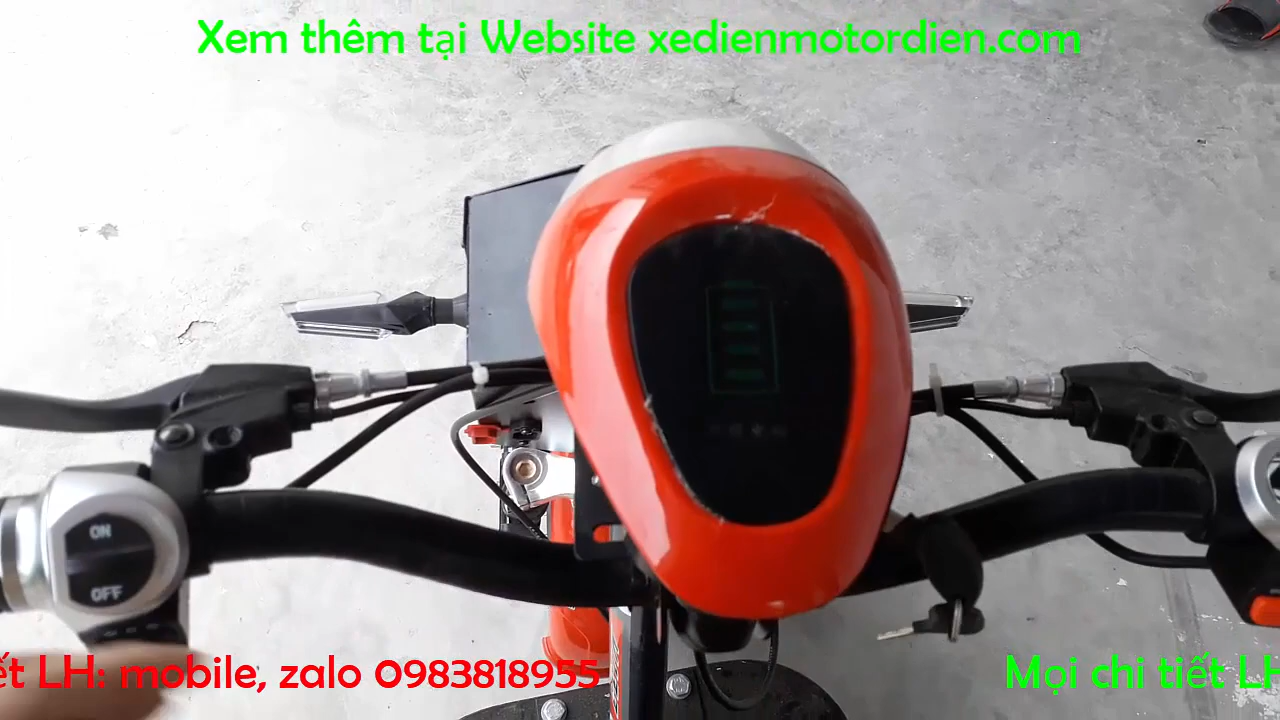 Xem thêm tại Website xedienmotordien.com
ON
OFF
ết LH: mobile, zalo 0983818955
Mọi chi tiết LH